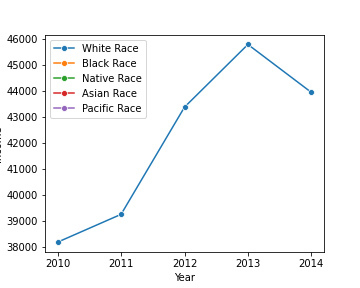 46000
45000
44000
43000
42000
41000
40000
39000
38000
White Race
Black Race
Native Race
Asian Race
Pacific Race
2010 2011 2012 2013 2014
Year